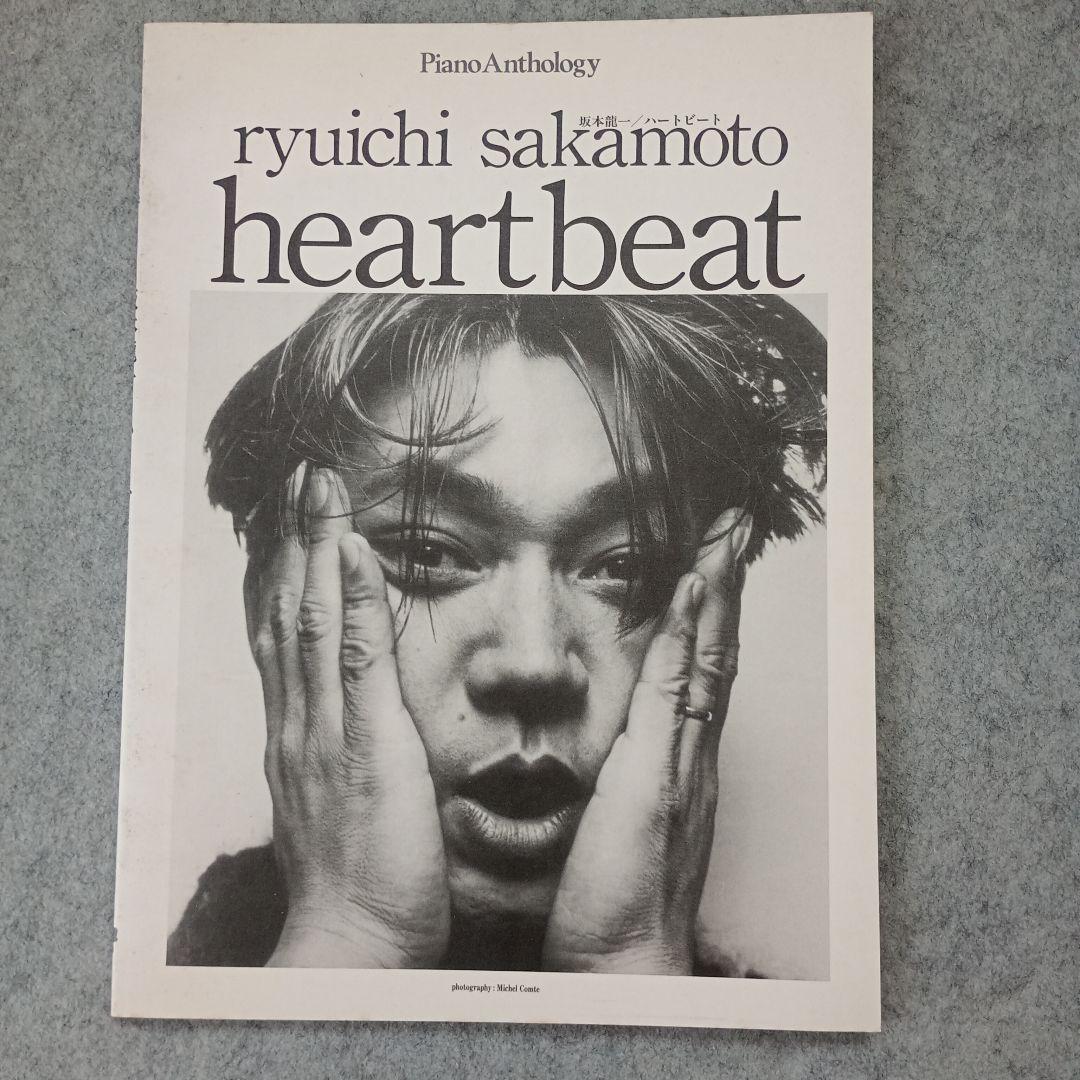 Piano Anthology
坂本龍一／ハートビート
ryuichi sakamoto
heartbeat
photography : Michel Comte